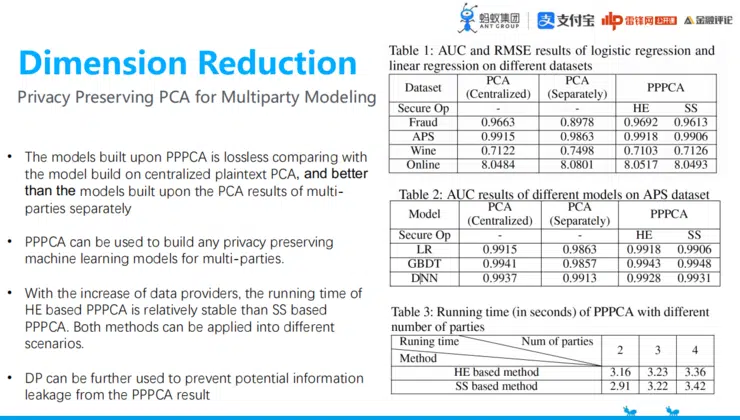 蚂蚁集团
ANT GROUP
支付宝
雷锋网 公开课
金融评论
Dimension Reduction
Privacy Preserving PCA for Multiparty Modeling
• The models built upon PPPCA is lossless comparing with
the model build on centralized plaintext PCA, and better
than the models built upon the PCA results of multi-
parties separately
• PPPCA can be used to build any privacy preserving
machine learning models for multi-parties.
• With the increase of data providers, the running time of
HE based PPPCA is relatively stable than SS based
PPPCA. Both methods can be applied into different
scenarios.
• DP can be further used to prevent potential information
leakage from the PPPCA result
Table 1: AUC and RMSE results of logistic regression and
linear regression on different datasets
Dataset PCA (Centralized) PCA (Separately) PPPCA
Secure Op - - HE SS
Fraud 0.9663 0.8978 0.9692 0.9613
APS 0.9915 0.9863 0.9918 0.9906
Wine 0.7122 0.7498 0.7103 0.7126
Online 8.0484 8.0801 8.0517 8.0493
Table 2: AUC results of different models on APS dataset
Model PCA (Centralized) PCA (Separately) PPPCA
Secure Op - - HE SS
LR 0.9915 0.9863 0.9918 0.9906
GBDT 0.9941 0.9857 0.9943 0.9948
DNN 0.9937 0.9913 0.9928 0.9931
Table 3: Running time (in seconds) of PPPCA with different
number of parties
Runing time Num of parties
Method 2 3 4
HE based method 3.16 3.23 3.36
SS based method 2.91 3.22 3.42